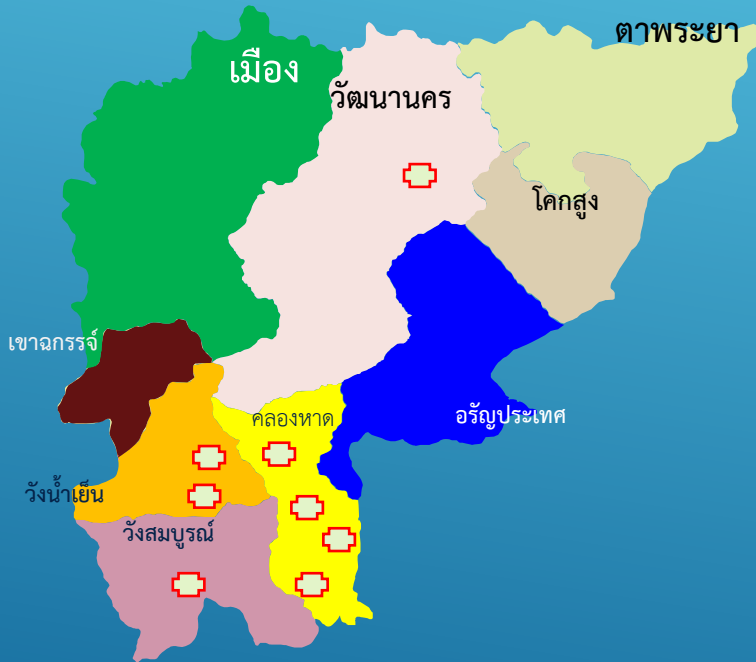 ตาพระยา
เมือง
วัฒนานคร
โคกสูง
เขาฉกรรจ์
คลองหาด
อรัญประเทศ
วังน้ำเย็น
วังสมบูรณ์